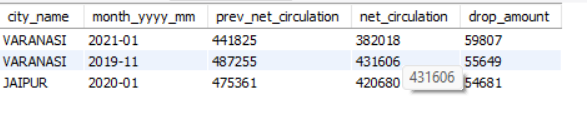 city_name month_yyyy_mm prev_net_circulation net_circulation drop_amount
VARANASI 2021-01 441825 382018 59807
VARANASI 2019-11 487255 431606 55649
JAIPUR 2020-01 475361 420680 54681
431606